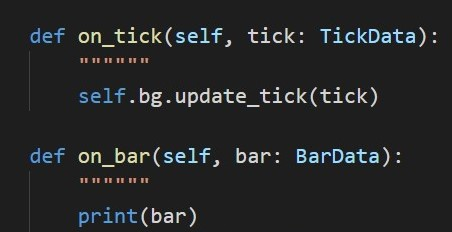 def on_tick(self, tick: TickData):
    """"""
    self.bg.update_tick(tick)
def on_bar(self, bar: BarData):
    """"""
    print(bar)